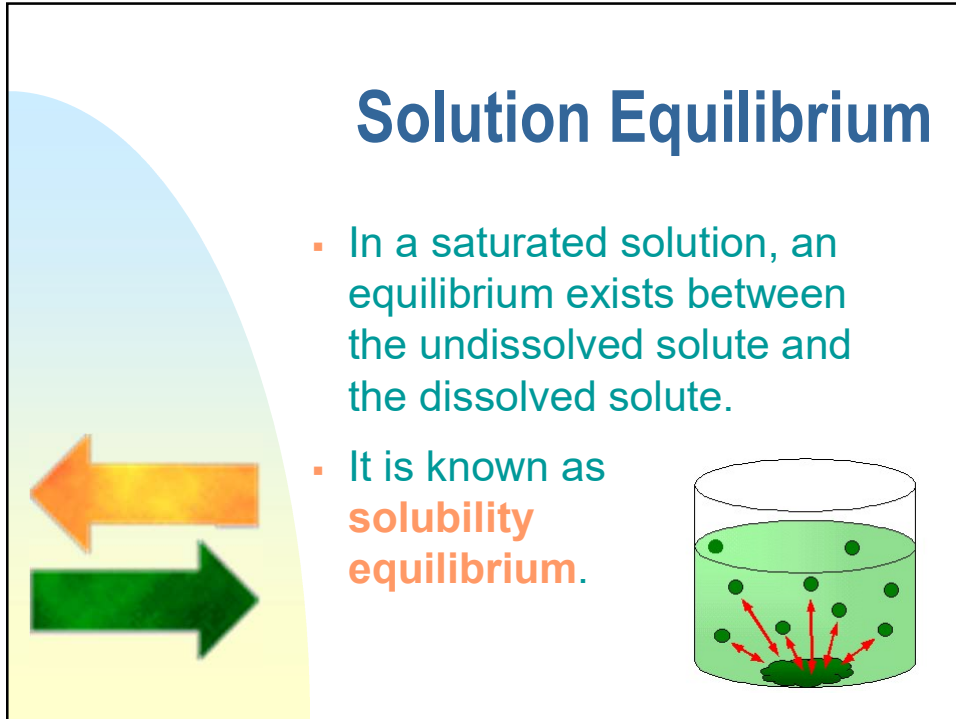 Solution Equilibrium
▪ In a saturated solution, an
equilibrium exists between
the undissolved solute and
the dissolved solute.
▪ It is known as
solubility
equilibrium.